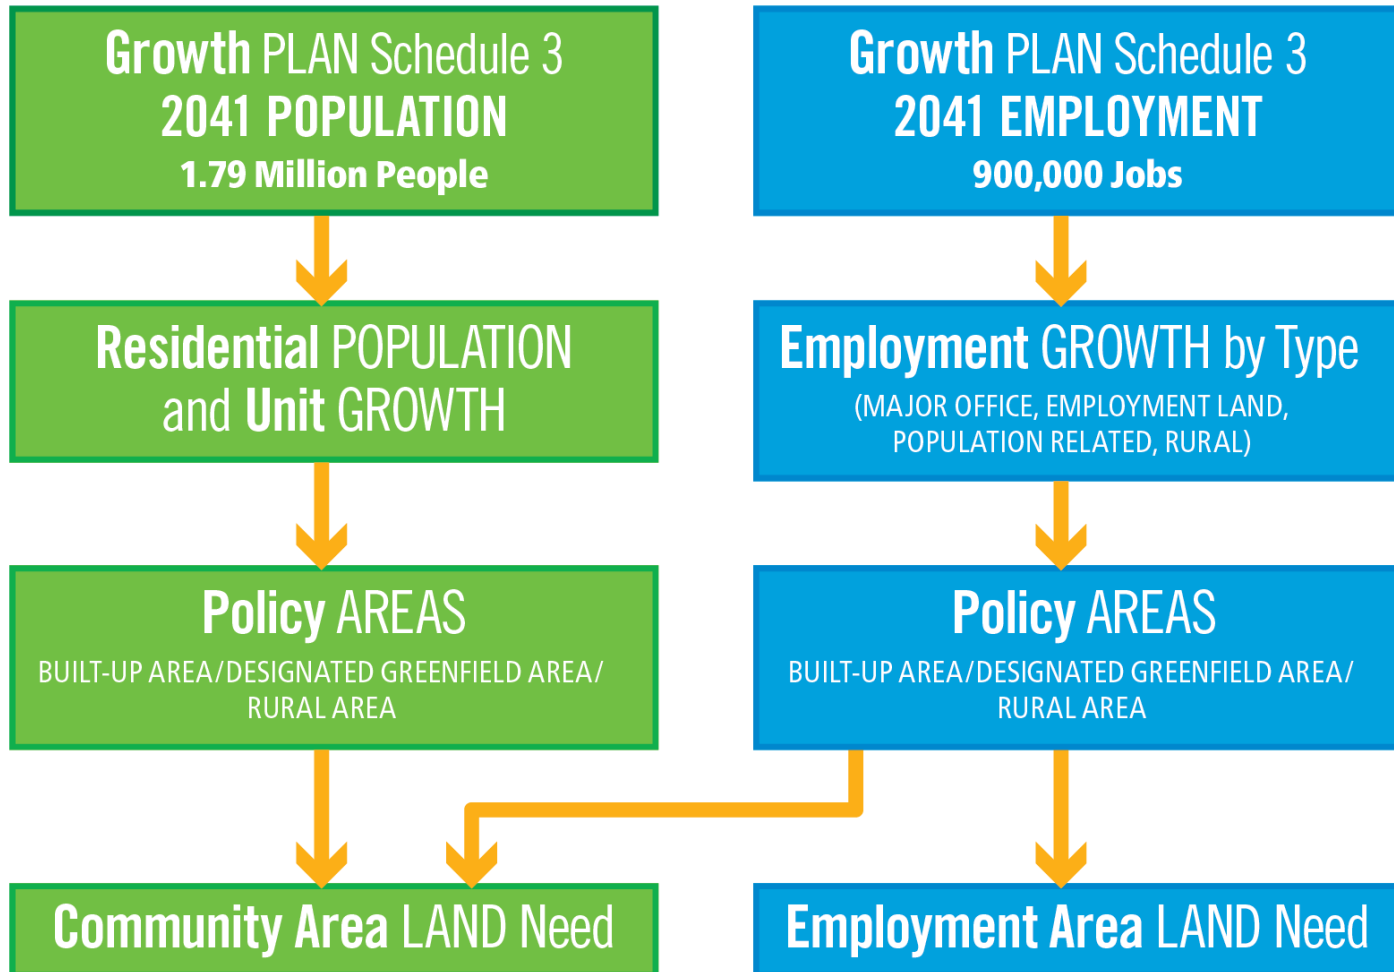 Growth PLAN Schedule 3
2041 POPULATION
1.79 Million People
Growth PLAN Schedule 3
2041 EMPLOYMENT
900,000 Jobs
Residential POPULATION
and Unit GROWTH
Employment GROWTH by Type
(MAJOR OFFICE, EMPLOYMENT LAND,
POPULATION RELATED, RURAL)
Policy AREAS
BUILT-UP AREA/DESIGNATED GREENFIELD AREA/
RURAL AREA
Policy AREAS
BUILT-UP AREA/DESIGNATED GREENFIELD AREA/
RURAL AREA
Community Area LAND Need
Employment Area LAND Need